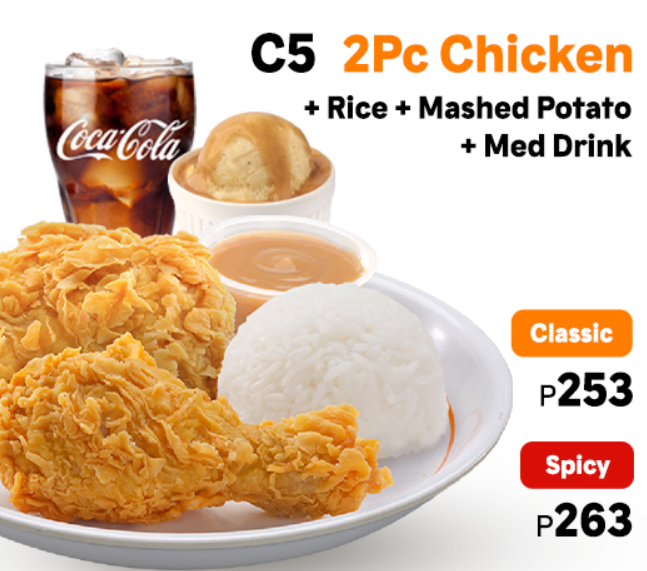 C5 2Pc Chicken
+ Rice + Mashed Potato
+ Med Drink
Coca-Cola
Classic
P253
Spicy
P263